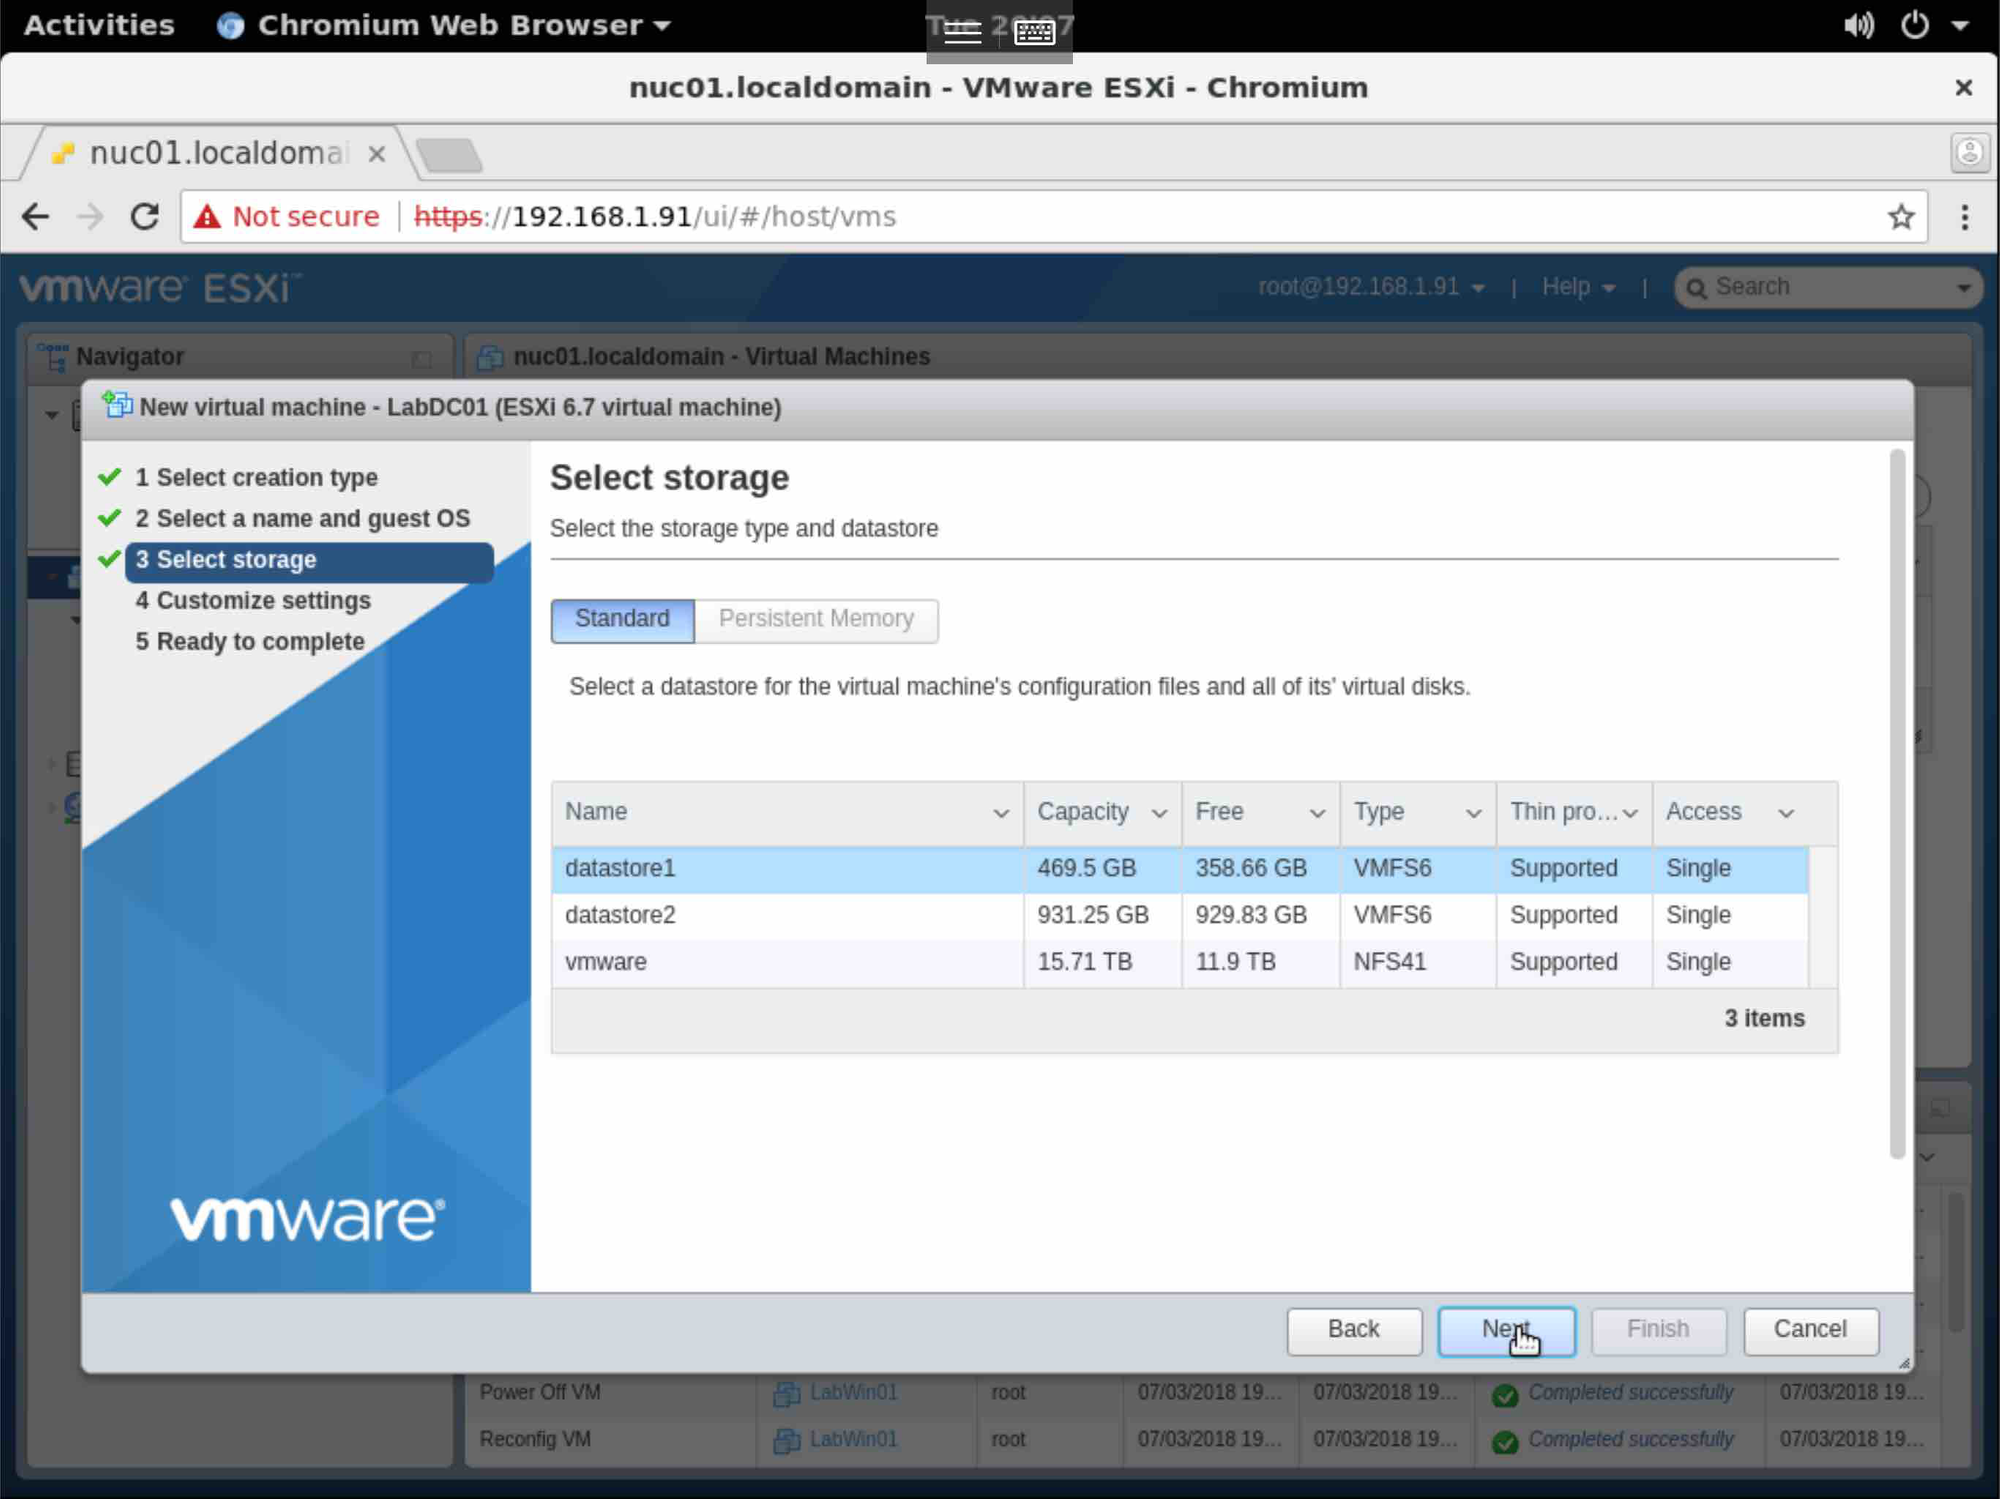 Activities Chromium Web Browser
nuc01.localdomain - VMware ESXi - Chromium
nuc01.localdomai
Not secure https://192.168.1.91/ui/#/host/vms
vmware ESXi root@192.168.1.91 | Help | Search
Navigator nuc01.localdomain - Virtual Machines
New virtual machine - LabDC01 (ESXi 6.7 virtual machine)
1 Select creation type
2 Select a name and guest OS
3 Select storage
4 Customize settings
5 Ready to complete
vmware
Select storage
Select the storage type and datastore
Standard Persistent Memory
Select a datastore for the virtual machine's configuration files and all of its' virtual disks.
Name Capacity Free Type Thin pro... Access
datastore1 469.5 GB 358.66 GB VMFS6 Supported Single
datastore2 931.25 GB 929.83 GB VMFS6 Supported Single
vmware 15.71 TB 11.9 TB NFS41 Supported Single
3 items
Back Next Finish Cancel
Power Off VM LabWin01 root 07/03/2018 19... 07/03/2018 19... Completed successfully 07/03/2018 19...
Reconfig VM LabWin01 root 07/03/2018 19... 07/03/2018 19... Completed successfully 07/03/2018 19...